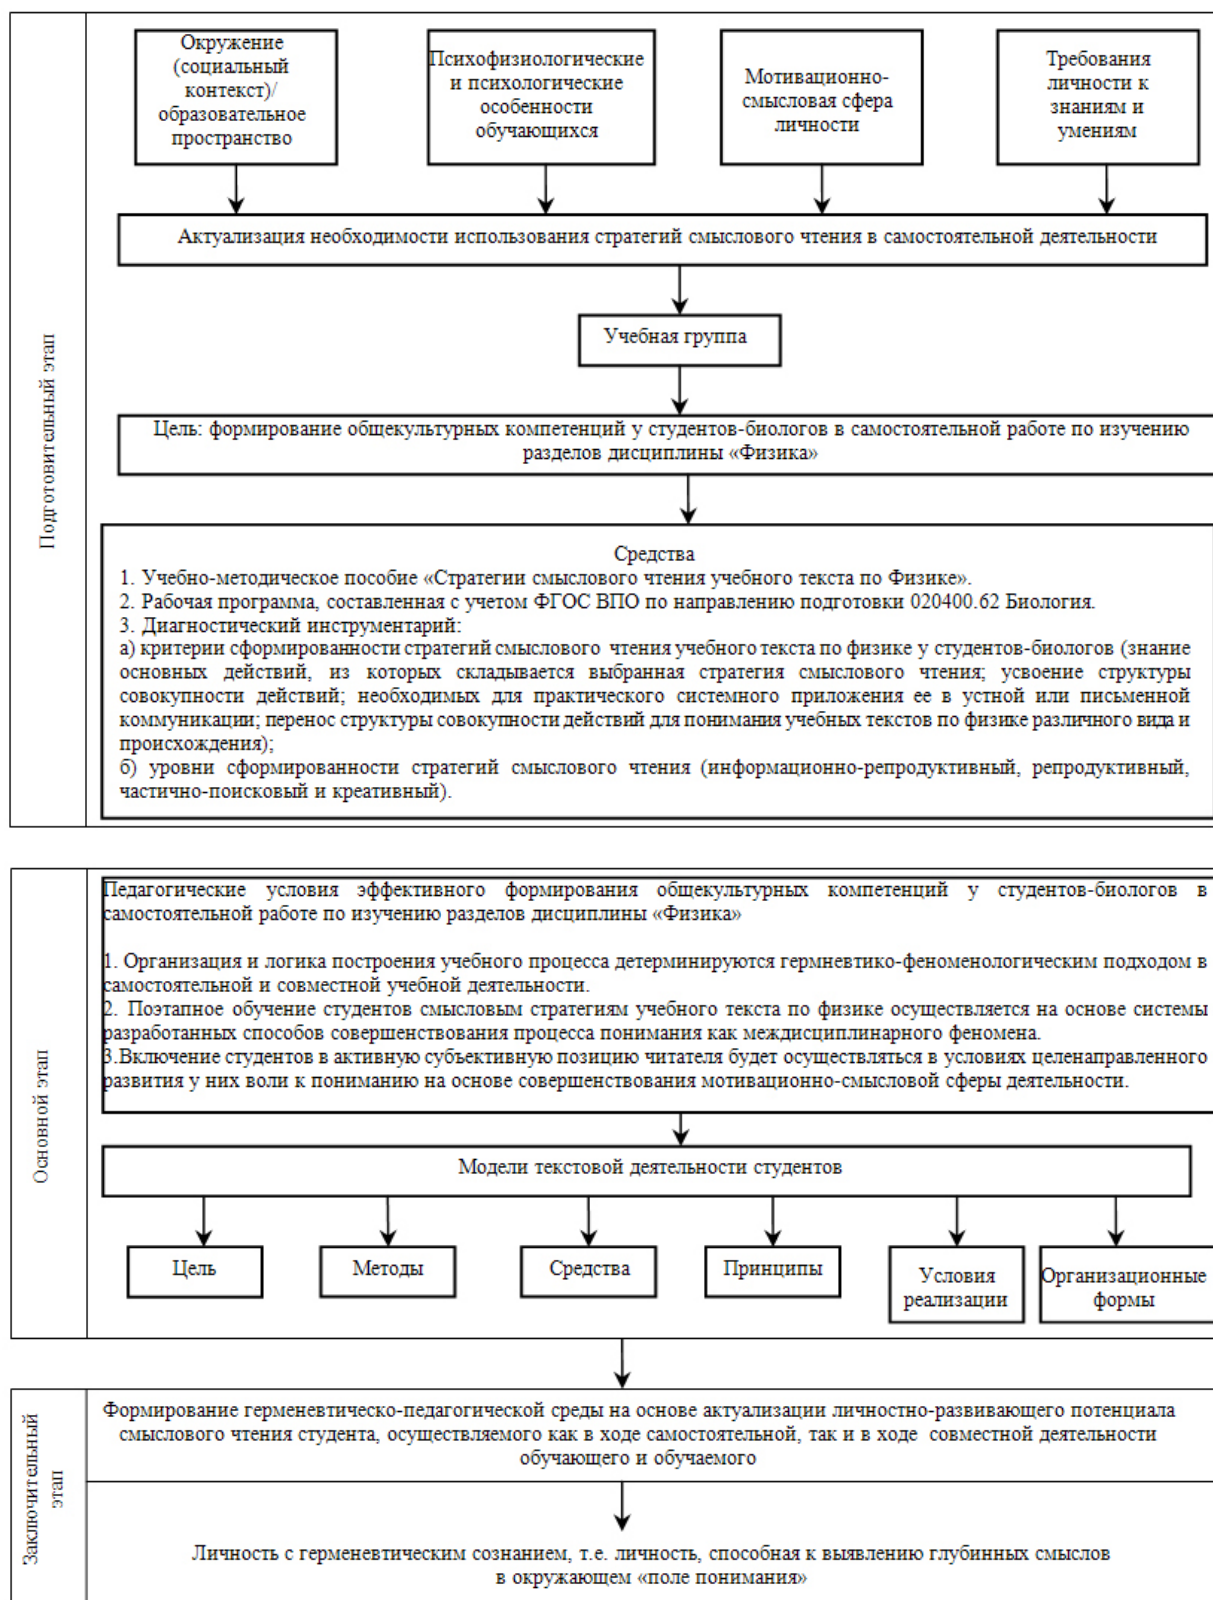 Подготовительный этап
Окружение
(социальный
контекст)/
образовательное
пространство
Психофизиологические
и психологические
особенности
обучающихся
Мотивационно-
смысловая сфера
личности
Требования
личности к
знаниям и
умениям
Актуализация необходимости использования стратегий смыслового чтения в самостоятельной деятельности
Учебная группа
Цель: формирование общекультурных компетенций у студентов-биологов в самостоятельной работе по изучению
разделов дисциплины «Физика»
Средства
1. Учебно-методическое пособие «Стратегии смыслового чтения учебного текста по Физике».
2. Рабочая программа, составленная с учетом ФГОС ВПО по направлению подготовки 020400.62 Биология.
3. Диагностический инструментарий:
а) критерии сформированности стратегий смыслового чтения учебного текста по физике у студентов-биологов (знание
основных действий, из которых складывается выбранная стратегия смыслового чтения; усвоение структуры
совокупности действий; необходимых для практического системного приложения ее в устной или письменной
коммуникации; перенос структуры совокупности действий для понимания учебных текстов по физике различного вида и
происхождения);
б) уровни сформированности стратегий смыслового чтения (информационно-репродуктивный, репродуктивный,
частично-поисковый и креативный).
Основной этап
Педагогические условия эффективного формирования общекультурных компетенций у студентов-биологов в
самостоятельной работе по изучению разделов дисциплины «Физика»
1. Организация и логика построения учебного процесса детерминируются гермневтико-феноменологическим подходом в
самостоятельной и совместной учебной деятельности.
2. Поэтапное обучение студентов смысловым стратегиям учебного текста по физике осуществляется на основе системы
разработанных способов совершенствования процесса понимания как междисциплинарного феномена.
3.Включение студентов в активную субъективную позицию читателя будет осуществляться в условиях целенаправленного
развития у них воли к пониманию на основе совершенствования мотивационно-смысловой сферы деятельности.
Модели текстовой деятельности студентов
Цель
Методы
Средства
Принципы
Условия
реализации
Организационные
формы
Заключительный
этап
Формирование герменевтическо-педагогической среды на основе актуализации личностно-развивающего потенциала
смыслового чтения студента, осуществляемого как в ходе самостоятельной, так и в ходе совместной деятельности
обучающего и обучаемого
Личность с герменевтическим сознанием, т.е. личность, способная к выявлению глубинных смыслов
в окружающем «поле понимания»